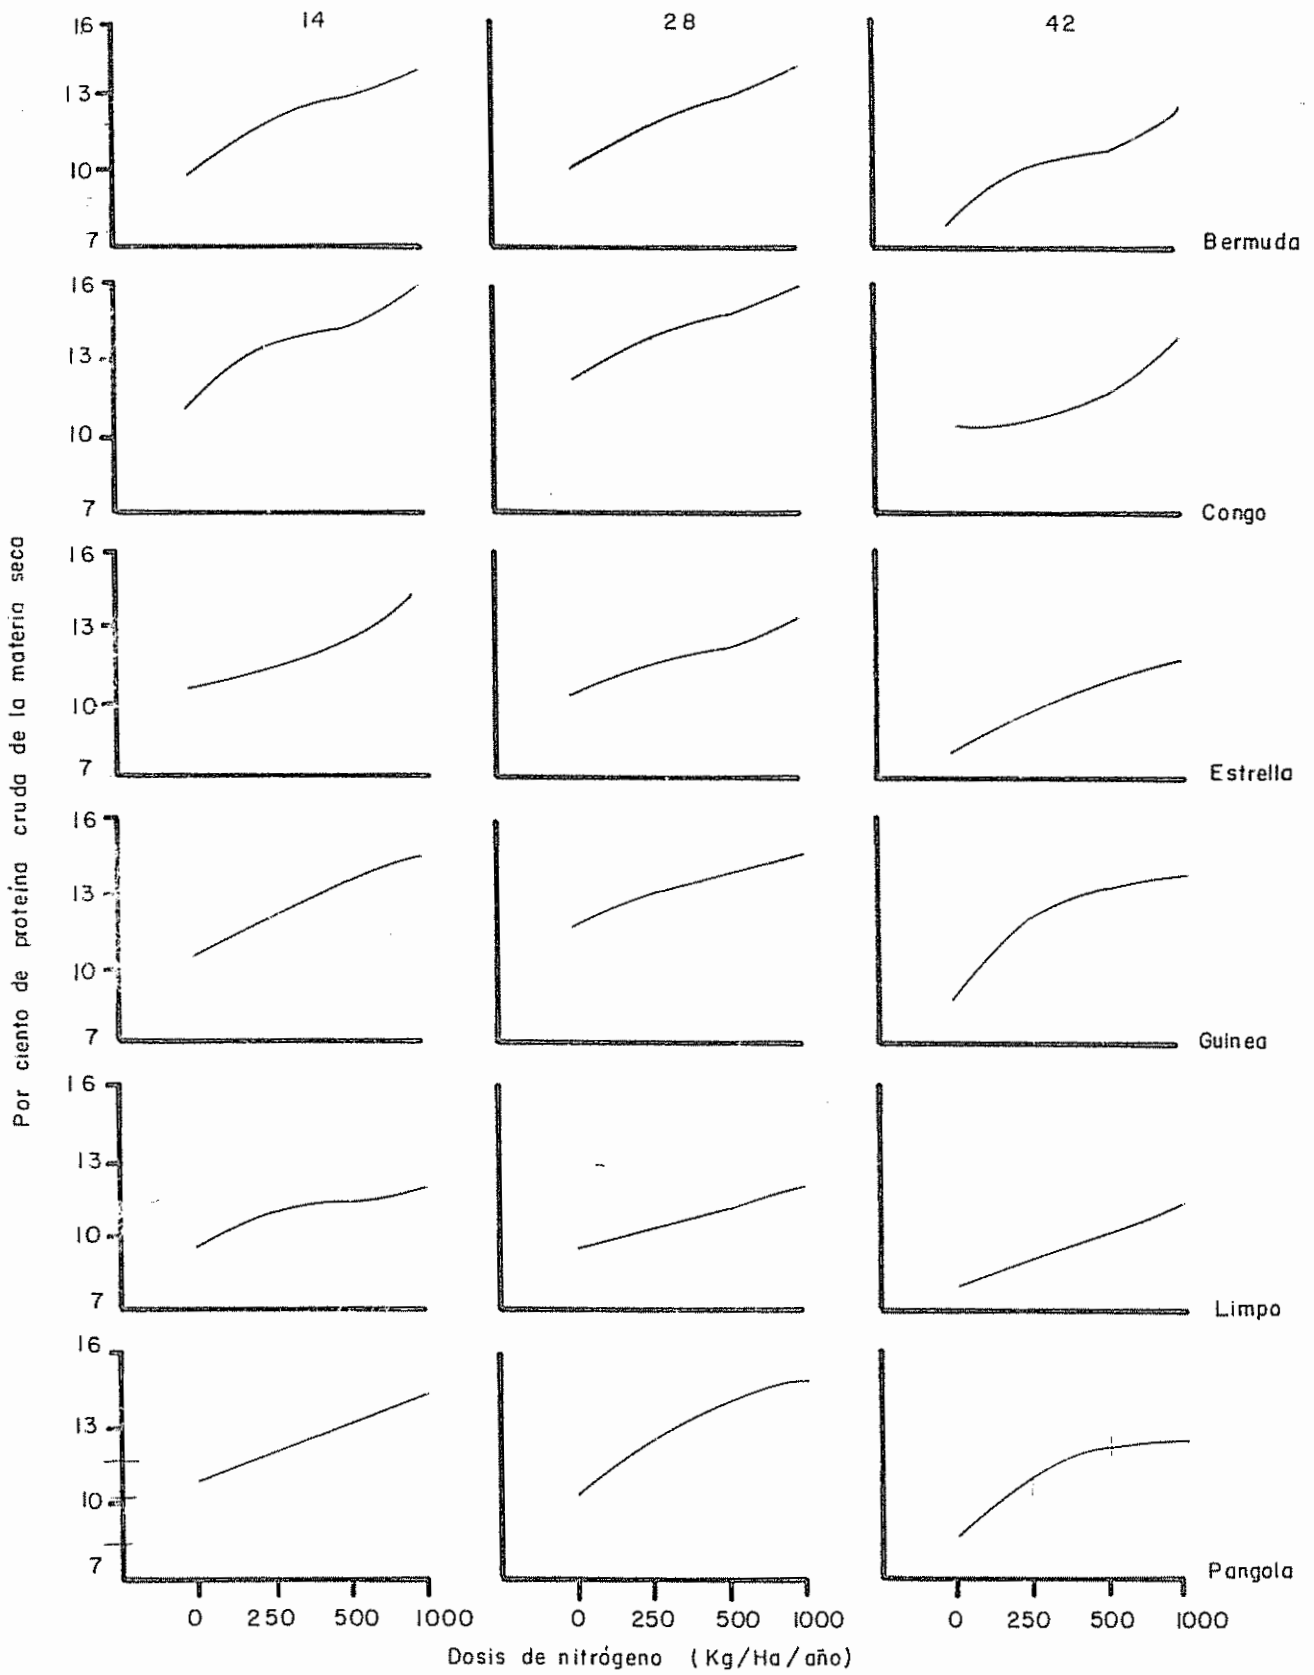 14 28 42
16
13
10
7
Bermuda
16
13
10
7
Congo
16
13
10
7
Estrella
16
13
10
7
Guinea
16
13
10
7
Limpo
16
13
10
7
Pangola
0 250 500 1000 0 250 500 1000 0 250 500 1000
Dosis de nitrógeno (Kg/Ha/año)
Por ciento de proteína cruda de la materia seca